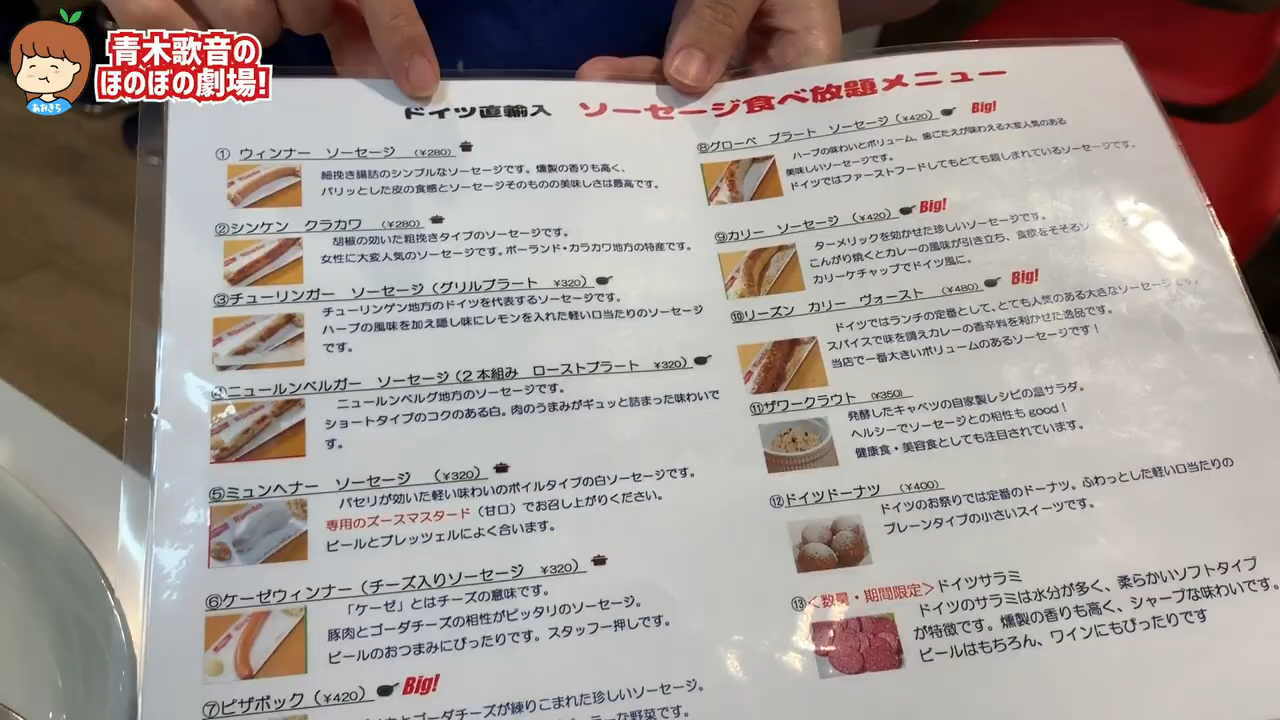 青木歌音の
ほのぼの劇場!
あおきら
ドイツ直輸入 ソーセージ食べ放題メニュー
① ウィンナー ソーセージ (¥280)
細挽き腸詰のシンプルなソーセージです。燻製の香りも高く、
パリッとした皮の食感とソーセージそのものの美味しさは最高です。
②シンケン クラカワ (¥280)
胡椒の効いた粗挽きタイプのソーセージです。
女性に大変人気のソーセージです。ポーランド・カラカワ地方の特産です。
③チューリンガー ソーセージ(グリルブラート ¥320)
チューリンゲン地方のドイツを代表するソーセージです。
ハーブの風味を加え隠し味にレモンを入れた軽い口当たりのソーセージ
です。
④ニュールンベルガー ソーセージ(2本組み ローストブラート ¥320)
ニュールンベルグ地方のソーセージです。
ショートタイプのコクのある白。肉のうまみがギュッと詰まった味わいで
す。
⑤ミュンヘナー ソーセージ (¥320)
パセリが効いた軽い味わいのボイルタイプの白ソーセージです。
専用のズースマスタード(甘口)でお召し上がりください。
ビールとプレッツェルによく合います。
⑥ケーゼウィンナー(チーズ入りソーセージ ¥320)
「ケーゼ」とはチーズの意味です。
豚肉とゴーダチーズの相性がピッタリのソーセージ。
ビールのおつまみにぴったりです。スタッフ一押しです。
⑦ピザボック(¥420) Big!
とゴーダチーズが練りこまれた珍しいソーセージ。
な野菜です。
⑧グローベ ブラート ソーセージ(¥420) Big!
ハーブの味わいとボリューム、歯ごたえが味わえる大変人気のある
美味しいソーセージです。
ドイツではファーストフードしてもとても親しまれているソーセージです。
⑨カリー ソーセージ (¥420) Big!
ターメリックを効かせた珍しいソーセージです。
こんがり焼くとカレーの風味が引き立ち、食欲をそそるソーセージ
カリーケチャップでドイツ風に。
⑩リーズン カリー ヴォースト (¥480) Big!
ドイツではランチの定番として、とても人気のある大きなソーセージです。
スパイスで味を調えカレーの香辛料を利かせた逸品です。
当店で一番大きいボリュームのあるソーセージです!
⑪ザワークラウト (¥350)
発酵したキャベツの自家製レシピの温サラダ。
ヘルシーでソーセージとの相性も good!
健康食・美容食としても注目されています。
⑫ドイツドーナツ (¥400)
ドイツのお祭りでは定番のドーナツ。ふわっとした軽い口当たりの
プレーンタイプの小さいスイーツです。
⑬<数量・期間限定>ドイツサラミ
ドイツのサラミは水分が多く、柔らかいソフトタイプ
が特徴です。燻製の香りも高く、シャープな味わいです。
ビールはもちろん、ワインにもぴったりです